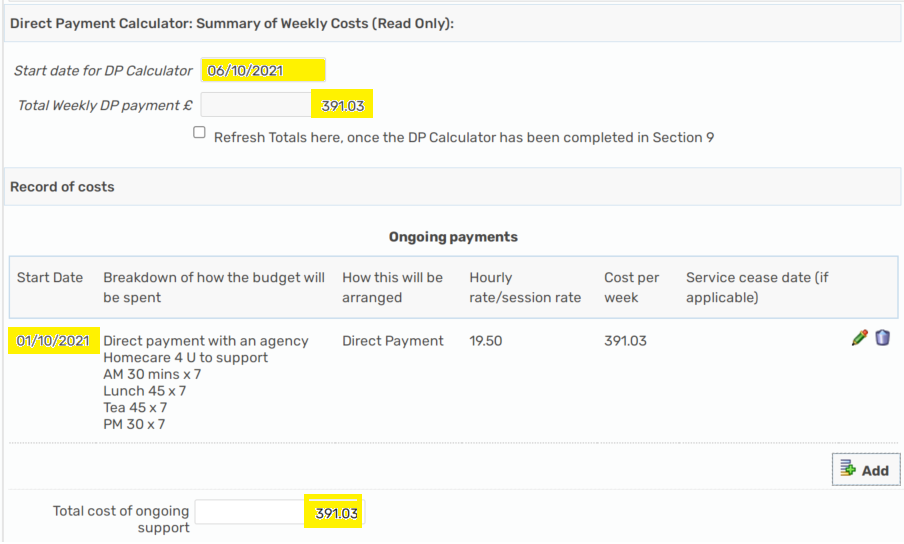 Direct Payment Calculator: Summary of Weekly Costs (Read Only):
Start date for DP Calculator 06/10/2021
Total Weekly DP payment £ 391.03
Refresh Totals here, once the DP Calculator has been completed in Section 9
Record of costs
Ongoing payments
Start Date Breakdown of how the budget will How this will be Hourly Cost per Service cease date (if
be spent arranged rate/session rate week applicable)
01/10/2021 Direct payment with an agency Direct Payment 19.50 391.03
Homecare 4 U to support
AM 30 mins x 7
Lunch 45 x 7
Tea 45 x 7
PM 30 x 7
Add
Total cost of ongoing 391.03
support